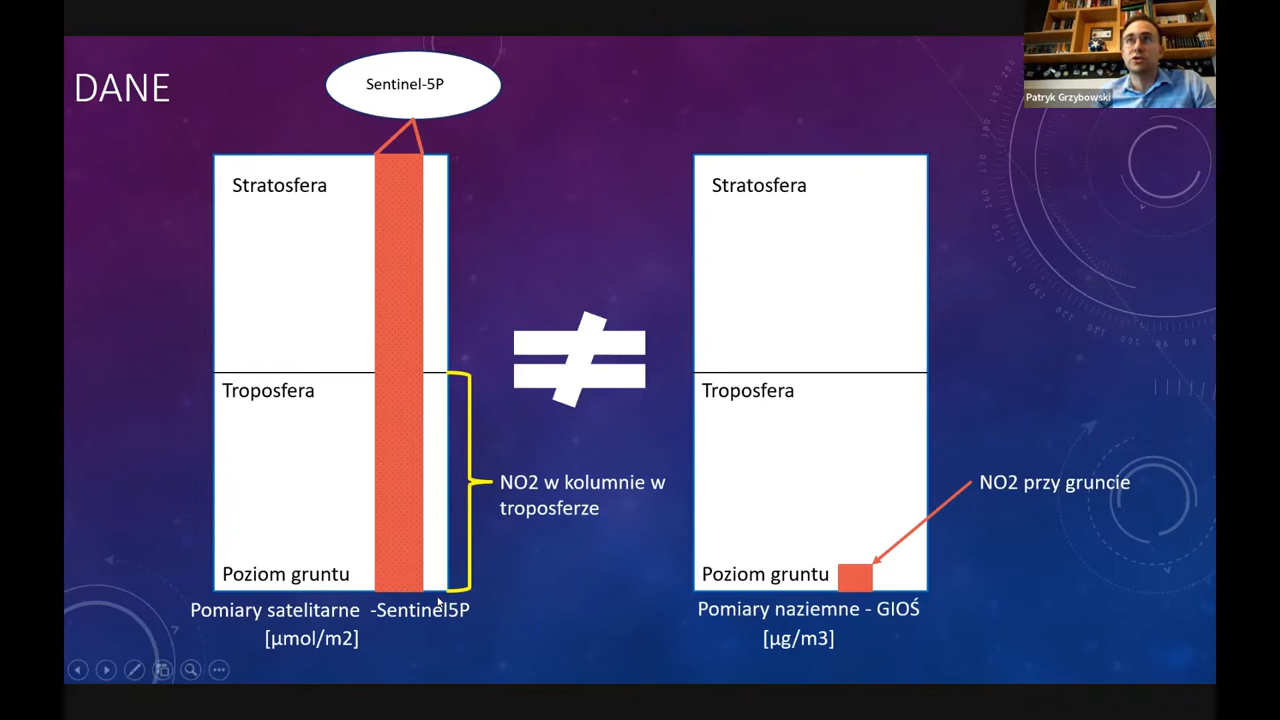 DANE
Sentinel-5P
Patryk Grzybowski
Stratosfera
Troposfera
NO2 w kolumnie w
troposferze
Poziom gruntu
Pomiary satelitarne -Sentinel5P
[µmol/m2]
Stratosfera
Troposfera
NO2 przy gruncie
Poziom gruntu
Pomiary naziemne - GIOŚ
[µg/m3]